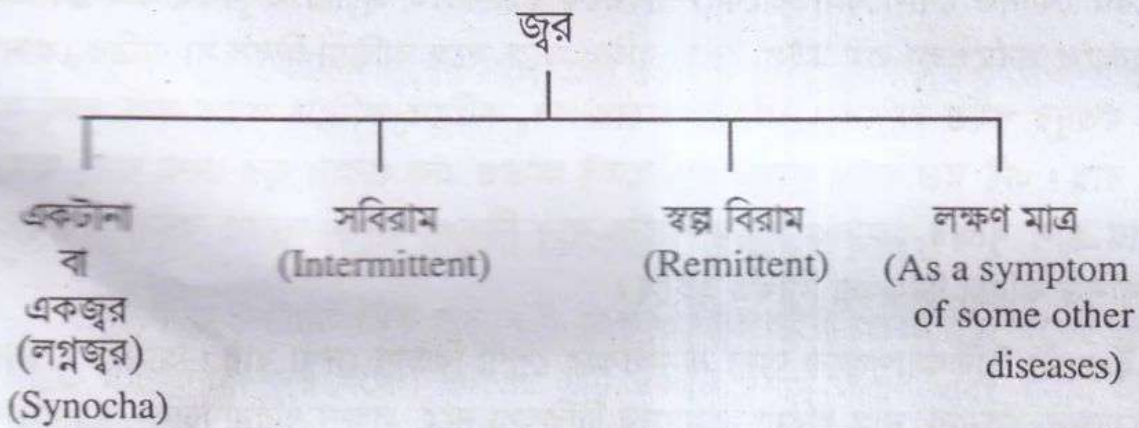 জ্বর
একটানা
বা
একজ্বর
(লগ্নজ্বর)
(Synocha)
সবিরাম
(Intermittent)
স্বল্প বিরাম
(Remittent)
লক্ষণ মাত্র
(As a symptom
of some other
diseases)